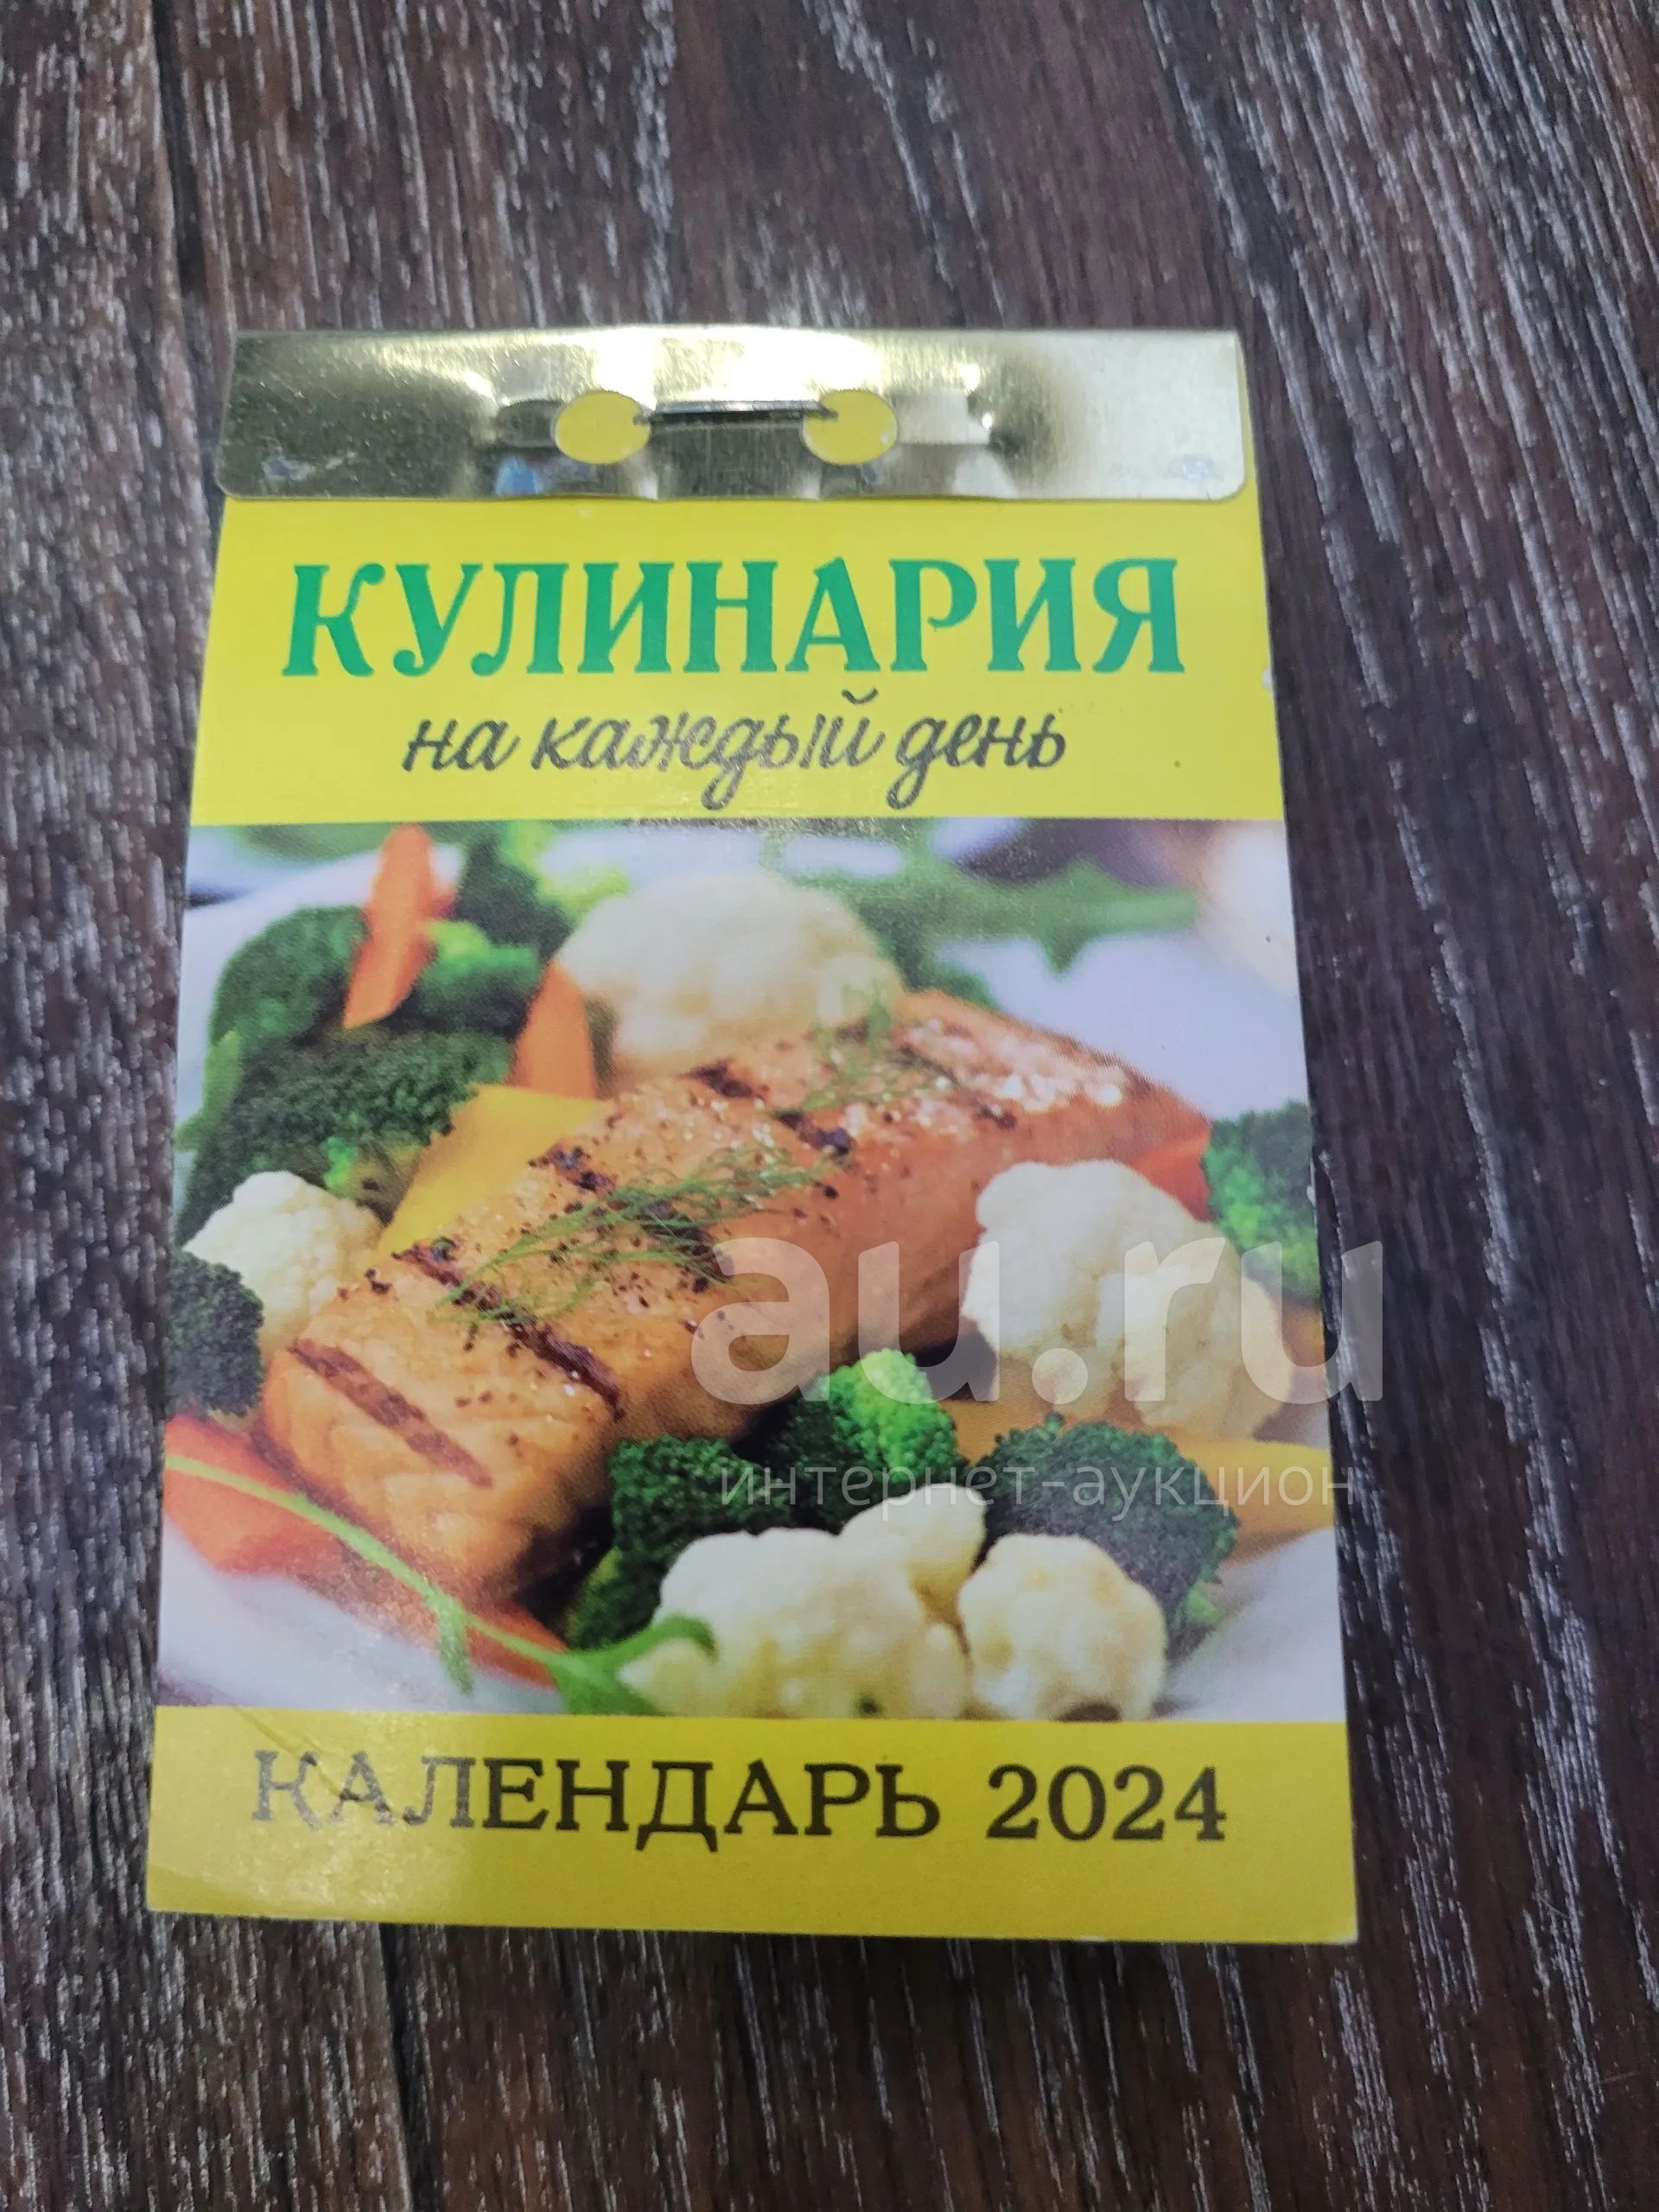 КУЛИНАРИЯ
на каждый день
au.ru
интернет-аукцион
КАЛЕНДАРЬ 2024